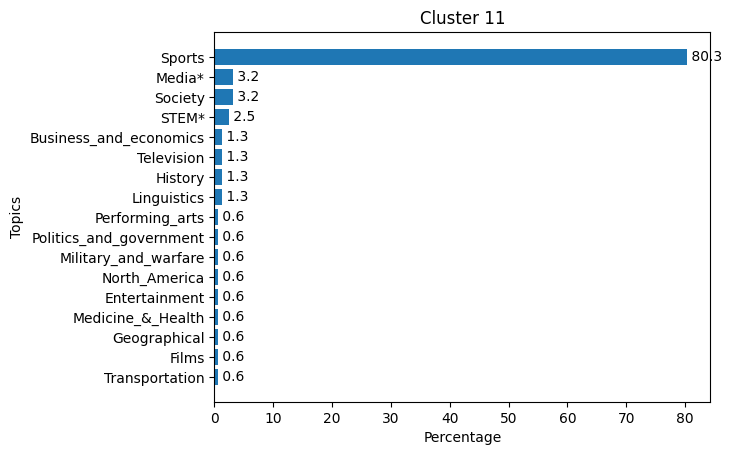 Cluster 11
Sports 80.3
Media* 3.2
Society 3.2
STEM* 2.5
Business_and_economics 1.3
Television 1.3
History 1.3
Linguistics 1.3
Performing_arts 0.6
Politics_and_government 0.6
Military_and_warfare 0.6
North_America 0.6
Entertainment 0.6
Medicine_&_Health 0.6
Geographical 0.6
Films 0.6
Transportation 0.6
Topics
0 10 20 30 40 50 60 70 80
Percentage